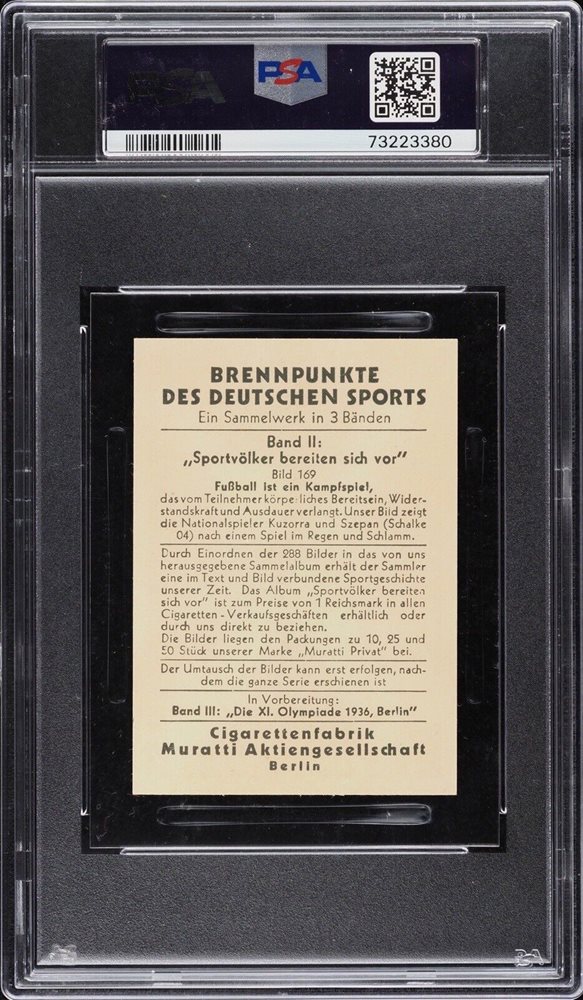 PSA
73223380
BRENNPUNKTE
DES DEUTSCHEN SPORTS
Ein Sammelwerk in 3 Bänden
Band II:
„Sportvölker bereiten sich vor“
Bild 169
Fußball ist ein Kampfspiel,
das vom Teilnehmer körperliches Bereitsein, Wider-
standskraft und Ausdauer verlangt. Unser Bild zeigt
die Nationalspieler Kuzorra und Szepan (Schalke
04) nach einem Spiel im Regen und Schlamm.
Durch Einordnen der 288 Bilder in das von uns
herausgegebene Sammelalbum erhält der Sammler
eine im Text und Bild verbundene Sportgeschichte
unserer Zeit. Das Album „Sportvölker bereiten
sich vor“ ist zum Preise von 1 Reichsmark in allen
Cigaretten-Verkaufsgeschäften erhältlich oder
durch uns direkt zu beziehen.
Die Bilder liegen den Packungen zu 10, 25 und
50 Stück unserer Marke „Muratti Privat“ bei.
Der Umtausch der Bilder kann erst erfolgen, nach-
dem die ganze Serie erschienen ist
In Vorbereitung:
Band III: „Die XI. Olympiade 1936, Berlin“
Cigarettenfabrik
Muratti Aktiengesellschaft
Berlin
PSA